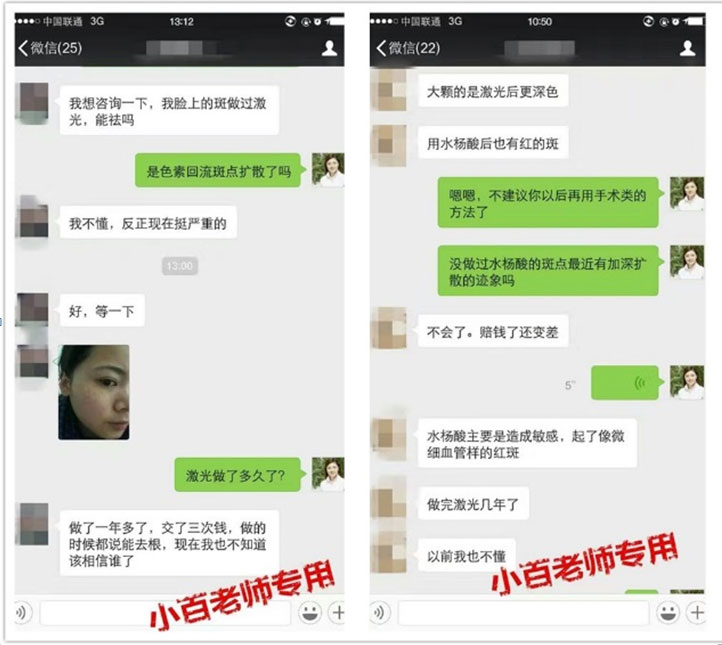 中国联通 3G
13:12
微信(25)
我想咨询一下，我脸上的斑做过激
光，能祛吗
是色素回流斑点扩散了吗
我不懂，反正现在挺严重的
13:00
好，等一下
激光做了多久了？
做了一年多了，交了三次钱，做的
时候都说能去根，现在我也不知道
该相信谁了
小百老师专用
中国联通 3G
10:50
微信(22)
大颗的是激光后更深色
用水杨酸后也有红的斑
嗯嗯，不建议你以后再用手术类的
方法了
没做过水杨酸的斑点最近有加深扩
散的迹象吗
不会了。赔钱了还变差
5"
水杨酸主要是造成敏感，起了像微
细血管样的红斑
做完激光几年了
以前我也不懂
小百老师专用